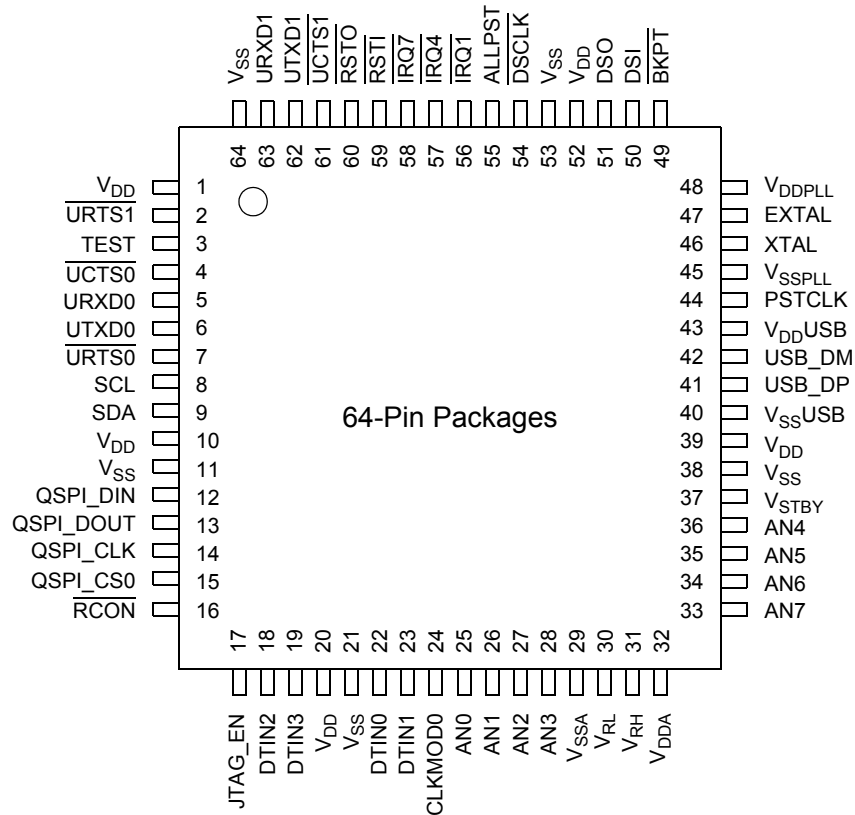 VSS URXD1 UTXD1 UCTS1 RSTO RSTI IRQ7 IRQ4 IRQ1 ALLPST DSCLK VSS VDD DSO DSI BKPT
64 63 62 61 60 59 58 57 56 55 54 53 52 51 50 49
VDD 1 48 VDDPLL
URTS1 2 47 EXTAL
TEST 3 46 XTAL
UCTS0 4 45 VSSPLL
URXD0 5 44 PSTCLK
UTXD0 6 43 VDDUSB
URTS0 7 42 USB_DM
SCL 8 41 USB_DP
SDA 9 40 VSSUSB
64-Pin Packages
VDD 10 39 VDD
VSS 11 38 VSS
QSPI_DIN 12 37 VSTBY
QSPI_DOUT 13 36 AN4
QSPI_CLK 14 35 AN5
QSPI_CS0 15 34 AN6
RCON 16 33 AN7
17 18 19 20 21 22 23 24 25 26 27 28 29 30 31 32
JTAG_EN DTIN2 DTIN3 VDD VSS DTIN0 DTIN1 CLKMOD0 AN0 AN1 AN2 AN3 VSSA VRL VRH VDDA